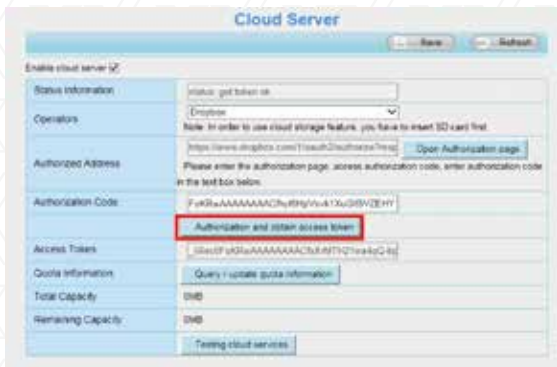 Cloud Server
Save Refresh
Enable cloud server
Status Information status: get token ok
Operators Dropbox
Note: In order to use cloud storage feature, you have to insert SD card first.
Authorized Address Open Authorization page
Please enter the authorization page, access authorization code, enter authorization code
in the text box below.
Authorization Code
Authorization and obtain access token
Access Token
Quota Information Query / update quota information
Total Capacity 0MB
Remaining Capacity 0MB
Testing cloud services